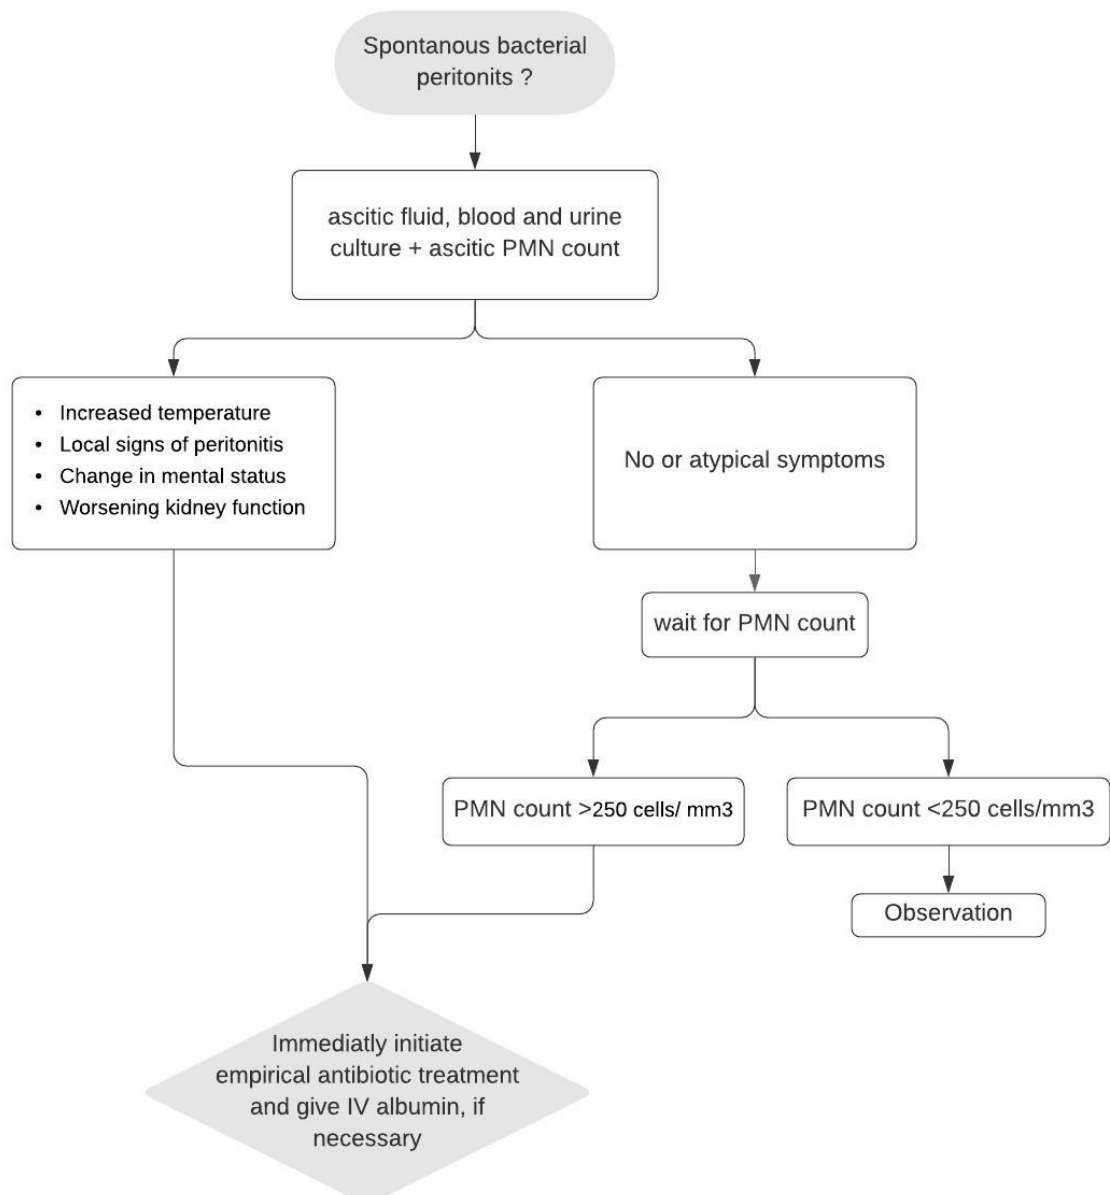 Spontanous bacterial
peritonits ?
ascitic fluid, blood and urine
culture + ascitic PMN count
• Increased temperature
• Local signs of peritonitis
• Change in mental status
• Worsening kidney function
No or atypical symptoms
wait for PMN count
PMN count >250 cells/ mm3
PMN count <250 cells/mm3
Observation
Immediatly initiate
empirical antibiotic treatment
and give IV albumin, if
necessary